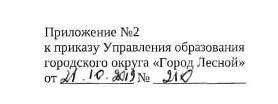 Приложение №2
к приказу Управления образования
городского округа «Город Лесной»
от 21.10.2019 № 210